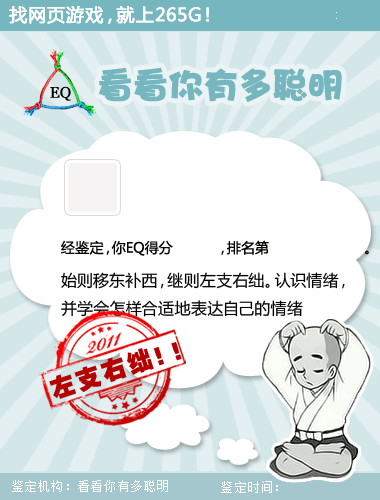 找网页游戏,就上265G! :
EQ 看看你有多聪明
经鉴定,你EQ得分 ,排名第 。
始则移东补西,继则左支右绌。认识情绪,
并学会怎样合适地表达自己的情绪
2011
左支右绌!!
鉴定机构:看看你有多聪明 鉴定时间: